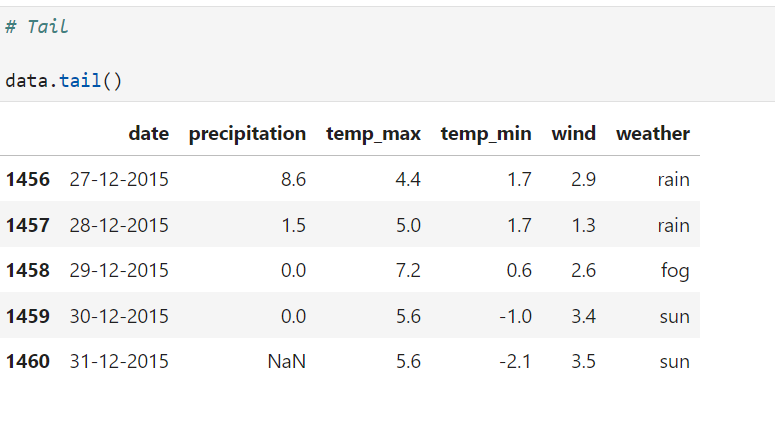 # Tail
data.tail()
date precipitation temp_max temp_min wind weather
1456 27-12-2015 8.6 4.4 1.7 2.9 rain
1457 28-12-2015 1.5 5.0 1.7 1.3 rain
1458 29-12-2015 0.0 7.2 0.6 2.6 fog
1459 30-12-2015 0.0 5.6 -1.0 3.4 sun
1460 31-12-2015 NaN 5.6 -2.1 3.5 sun